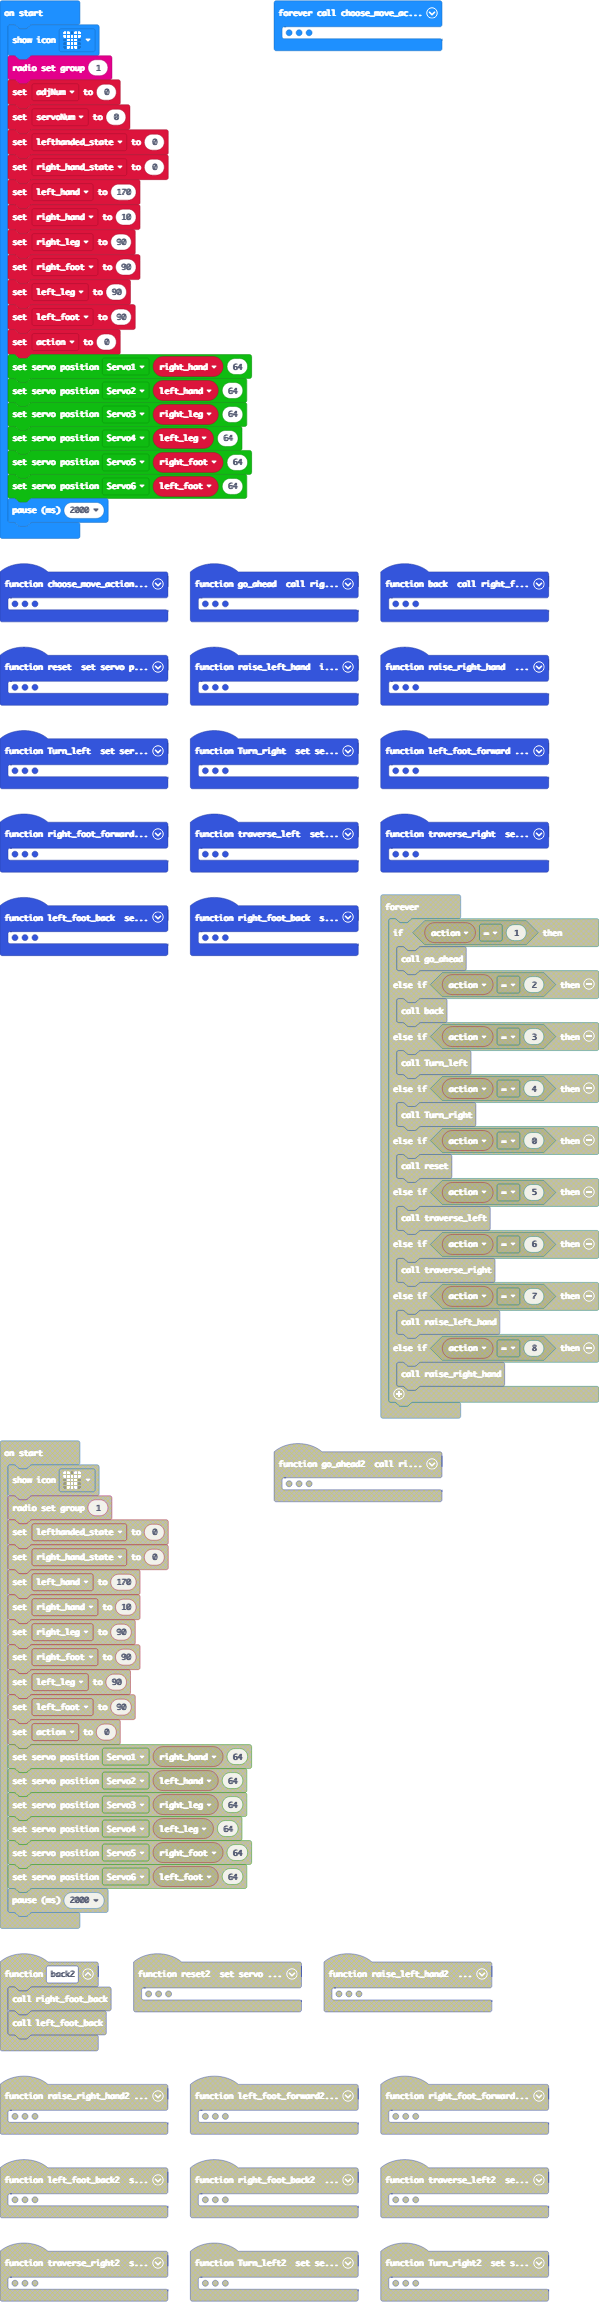 on start
forever call choose_move_ac...
show icon
radio set group 1
set adjNum to 0
set servoNum to 0
set lefthanded_state to 0
set right_hand_state to 0
set left_hand to 170
set right_hand to 10
set right_leg to 90
set right_foot to 90
set left_leg to 90
set left_foot to 90
set action to 0
set servo position Servo1 right_hand 64
set servo position Servo2 left_hand 64
set servo position Servo3 right_leg 64
set servo position Servo4 left_leg 64
set servo position Servo5 right_foot 64
set servo position Servo6 left_foot 64
pause (ms) 2000
function choose_move_action...
function go_ahead call rig...
function back call right_f...
function reset set servo p...
function raise_left_hand i...
function raise_right_hand ...
function Turn_left set ser...
function Turn_right set se...
function left_foot_forward ...
function right_foot_forward...
function traverse_left set...
function traverse_right se...
function left_foot_back se...
function right_foot_back s...
forever
if action = 1 then
call go_ahead
else if action = 2 then
call back
else if action = 3 then
call Turn_left
else if action = 4 then
call Turn_right
else if action = 0 then
call reset
else if action = 5 then
call traverse_left
else if action = 6 then
call traverse_right
else if action = 7 then
call raise_left_hand
else if action = 8 then
call raise_right_hand
on start
function go_ahead2 call ri...
show icon
radio set group 1
set lefthanded_state to 0
set right_hand_state to 0
set left_hand to 170
set right_hand to 10
set right_leg to 90
set right_foot to 90
set left_leg to 90
set left_foot to 90
set action to 0
set servo position Servo1 right_hand 64
set servo position Servo2 left_hand 64
set servo position Servo3 right_leg 64
set servo position Servo4 left_leg 64
set servo position Servo5 right_foot 64
set servo position Servo6 left_foot 64
pause (ms) 2000
function back2
function reset2 set servo ...
function raise_left_hand2 ...
call right_foot_back
call left_foot_back
function raise_right_hand2 ...
function left_foot_forward2...
function right_foot_forward...
function left_foot_back2 s...
function right_foot_back2 ...
function traverse_left2 se...
function traverse_right2 s...
function Turn_left2 set se...
function Turn_right2 set s...